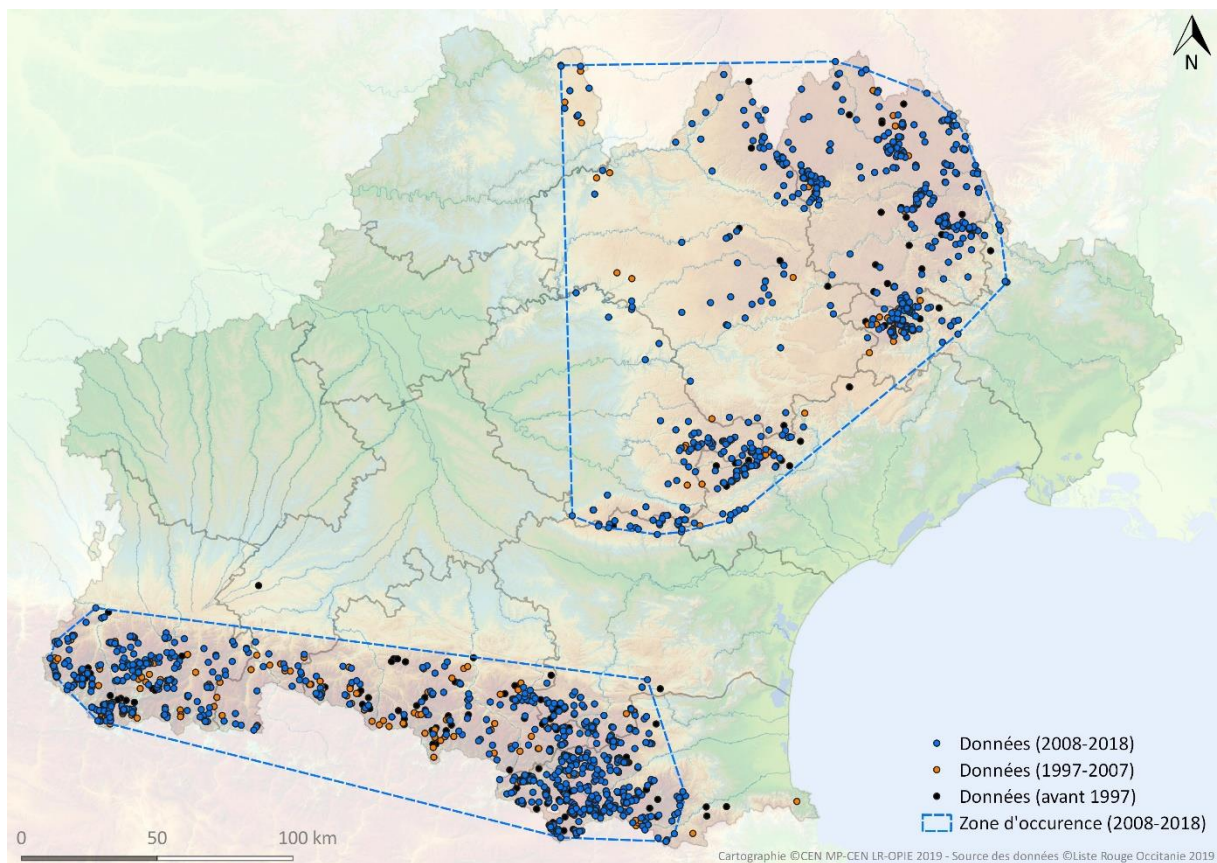 N
Données (2008-2018)
Données (1997-2007)
Données (avant 1997)
Zone d'occurence (2008-2018)
0 50 100 km
Cartographie ©CEN MP-CEN LR-OPIE 2019 - Source des données ©Liste Rouge Occitanie 2019